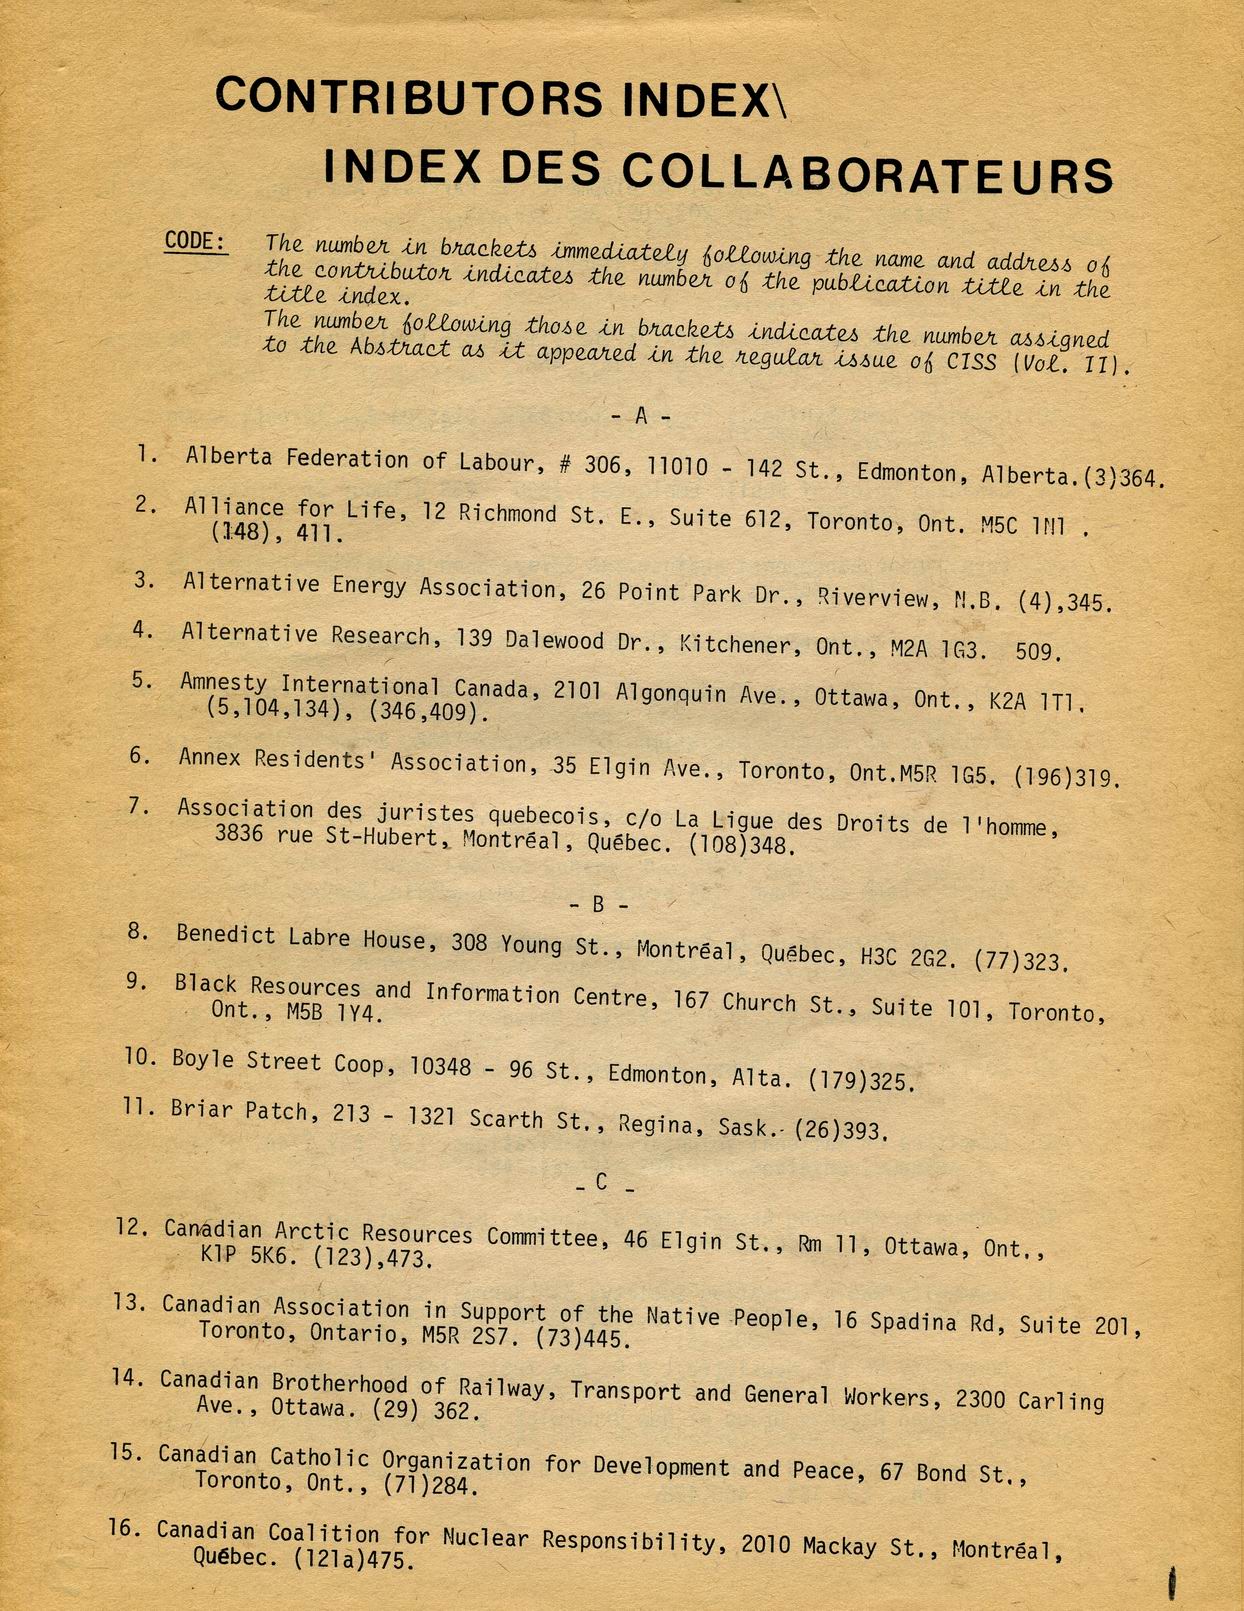 CONTRIBUTORS INDEX\
INDEX DES COLLABORATEURS
CODE: The number in brackets immediately following the name and address of
the contributor indicates the number of the publication title in the
title index.
The number following those in brackets indicates the number assigned
to the Abstract as it appeared in the regular issue of CISS (Vol. II).
- A -
1. Alberta Federation of Labour, # 306, 11010 - 142 St., Edmonton, Alberta.(3)364.
2. Alliance for Life, 12 Richmond St. E., Suite 612, Toronto, Ont. M5C 1N1 .
(148), 411.
3. Alternative Energy Association, 26 Point Park Dr., Riverview, N.B. (4),345.
4. Alternative Research, 139 Dalewood Dr., Kitchener, Ont., M2A 1G3. 509.
5. Amnesty International Canada, 2101 Algonquin Ave., Ottawa, Ont., K2A 1T1.
(5,104,134), (346,409).
6. Annex Residents' Association, 35 Elgin Ave., Toronto, Ont.M5R 1G5. (196)319.
7. Association des juristes quebecois, c/o La Ligue des Droits de l'homme,
3836 rue St-Hubert, Montréal, Québec. (108)348.
- B -
8. Benedict Labre House, 308 Young St., Montréal, Québec, H3C 2G2. (77)323.
9. Black Resources and Information Centre, 167 Church St., Suite 101, Toronto,
Ont., M5B 1Y4.
10. Boyle Street Coop, 10348 - 96 St., Edmonton, Alta. (179)325.
11. Briar Patch, 213 - 1321 Scarth St., Regina, Sask. (26)393.
- C -
12. Canadian Arctic Resources Committee, 46 Elgin St., Rm 11, Ottawa, Ont.,
K1P 5K6. (123),473.
13. Canadian Association in Support of the Native People, 16 Spadina Rd, Suite 201,
Toronto, Ontario, M5R 2S7. (73)445.
14. Canadian Brotherhood of Railway, Transport and General Workers, 2300 Carling
Ave., Ottawa. (29) 362.
15. Canadian Catholic Organization for Development and Peace, 67 Bond St.,
Toronto, Ont., (71)284.
16. Canadian Coalition for Nuclear Responsibility, 2010 Mackay St., Montréal,
Québec. (121a)475.
1